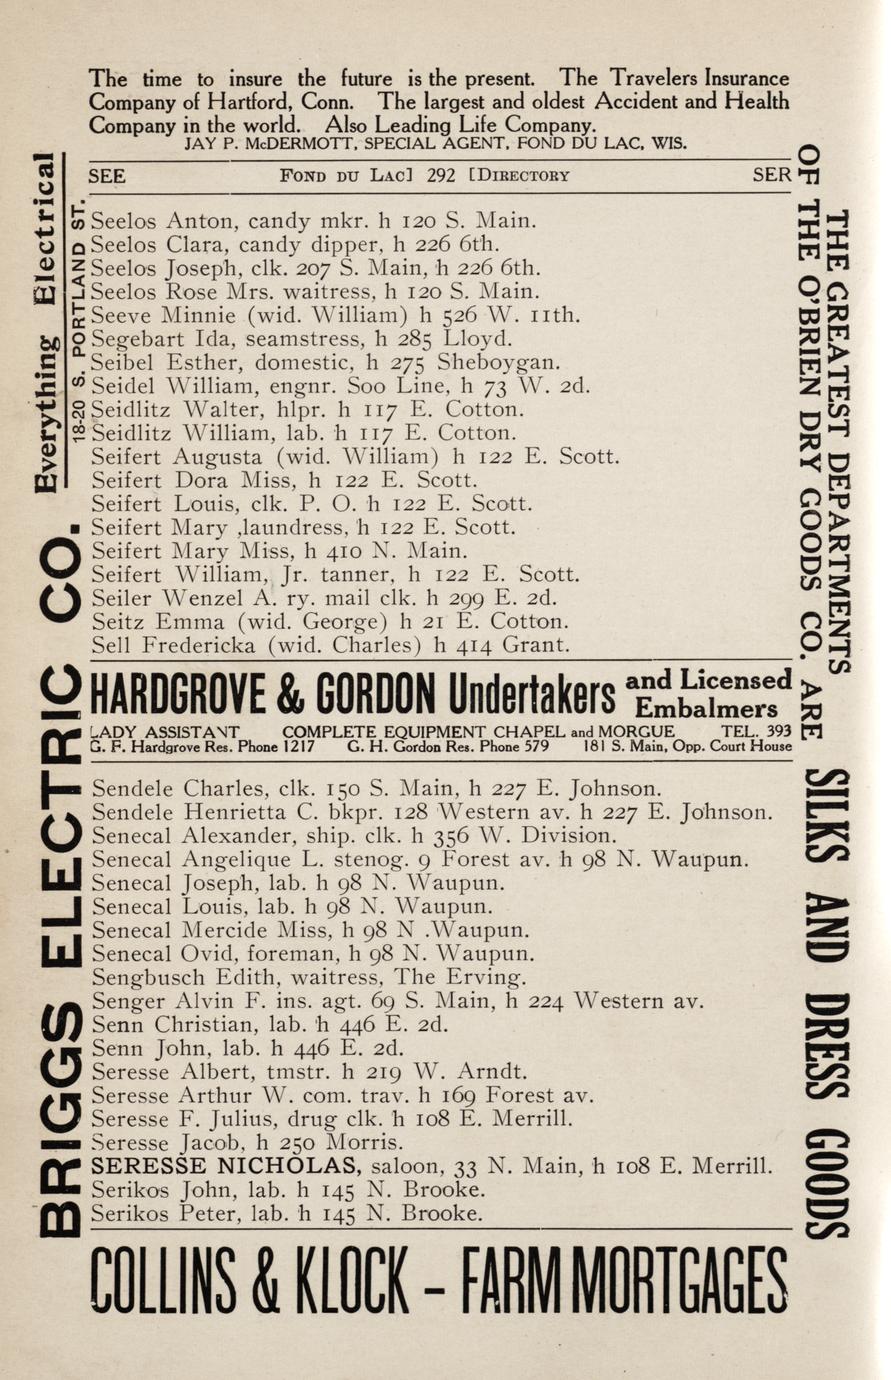 The time to insure the future is the present. The Travelers Insurance
Company of Hartford, Conn. The largest and oldest Accident and Health
Company in the world. Also Leading Life Company.
JAY P. McDERMOTT, SPECIAL AGENT, FOND DU LAC, WIS.
SEE FOND DU LAC] 292 [DIRECTORY SER
Seelos Anton, candy mkr. h 120 S. Main.
Seelos Clara, candy dipper, h 226 6th.
Seelos Joseph, clk. 207 S. Main, h 226 6th.
Seelos Rose Mrs. waitress, h 120 S. Main.
Seeve Minnie (wid. William) h 526 W. 11th.
Segebart Ida, seamstress, h 285 Lloyd.
Seibel Esther, domestic, h 275 Sheboygan.
Seidel William, engnr. Soo Line, h 73 W. 2d.
Seidlitz Walter, hlpr. h 117 E. Cotton.
Seidlitz William, lab. h 117 E. Cotton.
Seifert Augusta (wid. William) h 122 E. Scott.
Seifert Dora Miss, h 122 E. Scott.
Seifert Louis, clk. P. O. h 122 E. Scott.
Seifert Mary ,laundress, h 122 E. Scott.
Seifert Mary Miss, h 410 N. Main.
Seifert William, Jr. tanner, h 122 E. Scott.
Seiler Wenzel A. ry. mail clk. h 299 E. 2d.
Seitz Emma (wid. George) h 21 E. Cotton.
Sell Fredericka (wid. Charles) h 414 Grant.
HARDGROVE & GORDON Undertakers and Licensed
Embalmers
LADY ASSISTANT COMPLETE EQUIPMENT CHAPEL and MORGUE TEL. 393
G. F. Hardgrove Res. Phone 1217 G. H. Gordon Res. Phone 579 181 S. Main, Opp. Court House
Sendele Charles, clk. 150 S. Main, h 227 E. Johnson.
Sendele Henrietta C. bkpr. 128 Western av. h 227 E. Johnson.
Senecal Alexander, ship. clk. h 356 W. Division.
Senecal Angelique L. stenog. 9 Forest av. h 98 N. Waupun.
Senecal Joseph, lab. h 98 N. Waupun.
Senecal Louis, lab. h 98 N. Waupun.
Senecal Mercide Miss, h 98 N .Waupun.
Senecal Ovid, foreman, h 98 N. Waupun.
Sengbusch Edith, waitress, The Erving.
Senger Alvin F. ins. agt. 69 S. Main, h 224 Western av.
Senn Christian, lab. h 446 E. 2d.
Senn John, lab. h 446 E. 2d.
Seresse Albert, tmstr. h 219 W. Arndt.
Seresse Arthur W. com. trav. h 169 Forest av.
Seresse F. Julius, drug clk. h 108 E. Merrill.
Seresse Jacob, h 250 Morris.
SERESSE NICHOLAS, saloon, 33 N. Main, h 108 E. Merrill.
Serikos John, lab. h 145 N. Brooke.
Serikos Peter, lab. h 145 N. Brooke.
COLLINS & KLOCK - FARM MORTGAGES
BRIGGS ELECTRIC CO.
Everything Electrical
18-20 S. PORTLAND ST.
THE GREATEST DEPARTMENTS
OF THE O'BRIEN DRY GOODS CO. ARE
SILKS AND DRESS GOODS